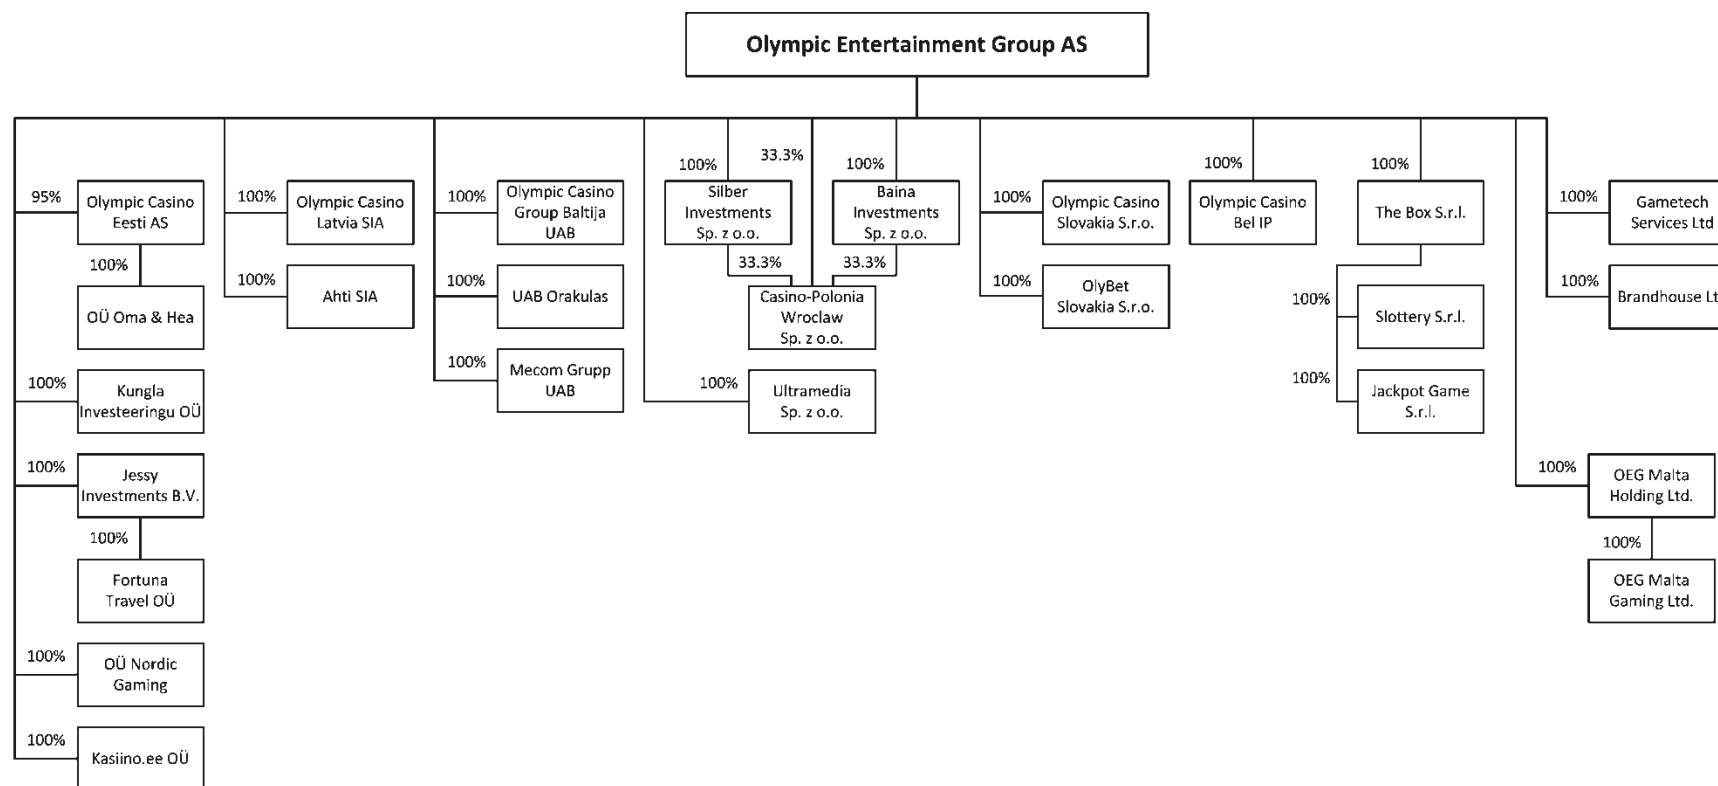 Olympic Entertainment Group AS
95%
Olympic Casino
Eesti AS
100%
OÜ Oma & Hea
100%
Kungla
Investeeringu OÜ
100%
Jessy
Investments B.V.
100%
Fortuna
Travel OÜ
100%
OÜ Nordic
Gaming
100%
Kasiino.ee OÜ
100%
Olympic Casino
Latvia SIA
100%
Ahti SIA
100%
Olympic Casino
Group Baltija
UAB
100%
UAB Orakulas
100%
Mecom Grupp
UAB
100%
Silber
Investments
Sp. z o.o.
33.3%
33.3%
100%
Baina
Investments
Sp. z o.o.
33.3%
Casino-Polonia
Wroclaw
Sp. z o.o.
100%
Ultramedia
Sp. z o.o.
100%
Olympic Casino
Slovakia S.r.o.
100%
OlyBet
Slovakia S.r.o.
100%
Olympic Casino
Bel IP
100%
The Box S.r.l.
100%
Slottery S.r.l.
100%
Jackpot Game
S.r.l.
100%
Gametech
Services Ltd
100%
Brandhouse Lt
100%
OEG Malta
Holding Ltd.
100%
OEG Malta
Gaming Ltd.